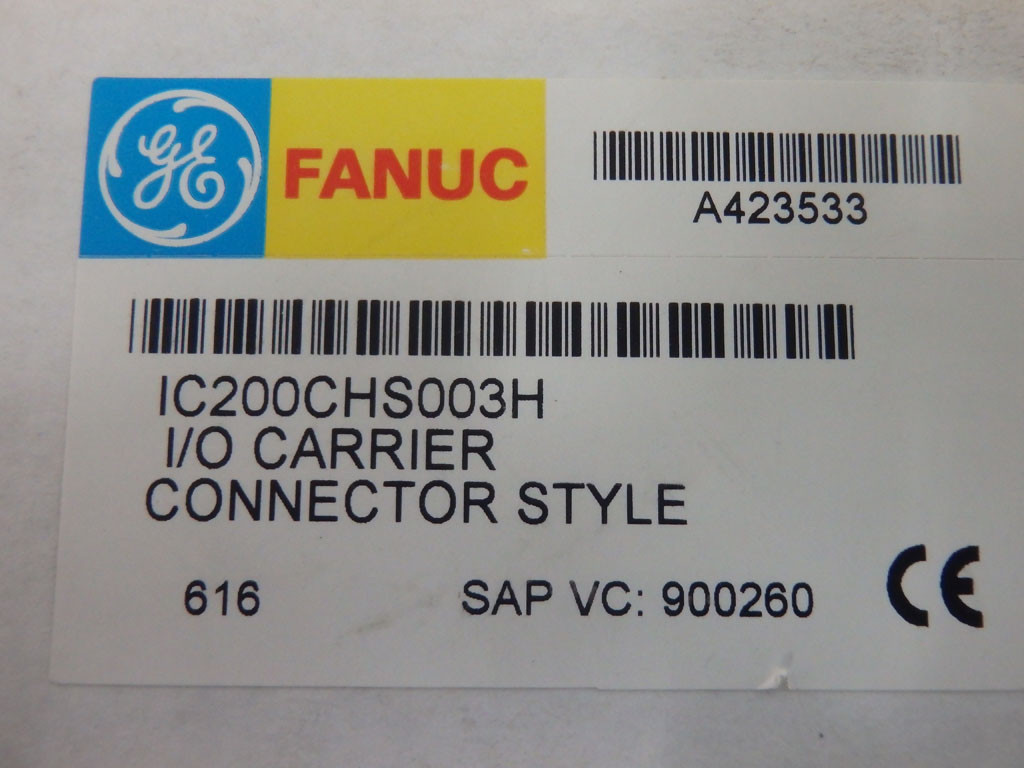 GE FANUC
A423533
IC200CHS003H
I/O CARRIER
CONNECTOR STYLE
616 SAP VC: 900260 CE